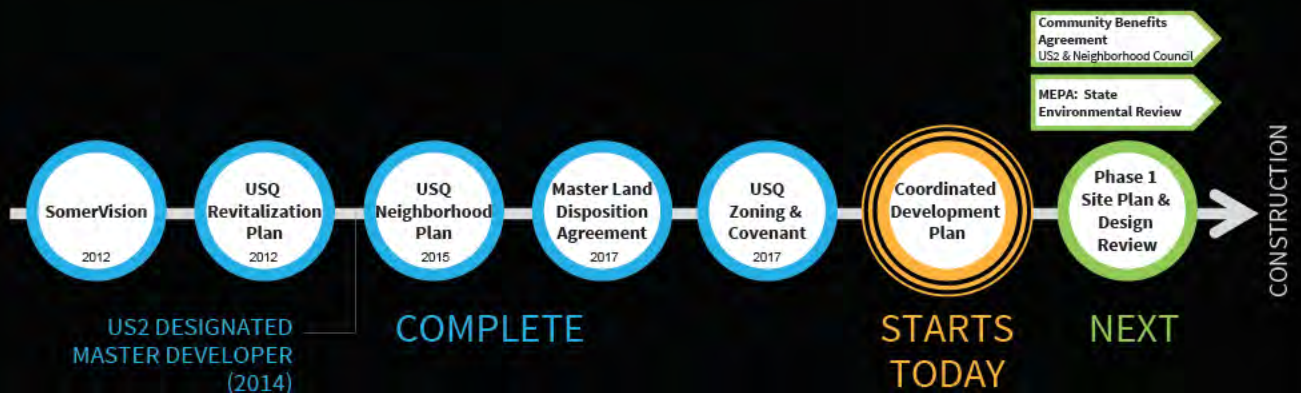 Community Benefits
Agreement
US2 & Neighborhood Council
MEPA: State
Environmental Review
SomerVision
2012
USQ
Revitalization
Plan
2012
USQ
Neighborhood
Plan
2015
Master Land
Disposition
Agreement
2017
USQ
Zoning &
Covenant
2017
Coordinated
Development
Plan
Phase 1
Site Plan &
Design
Review
CONSTRUCTION
US2 DESIGNATED
MASTER DEVELOPER
(2014)
COMPLETE
STARTS
TODAY
NEXT